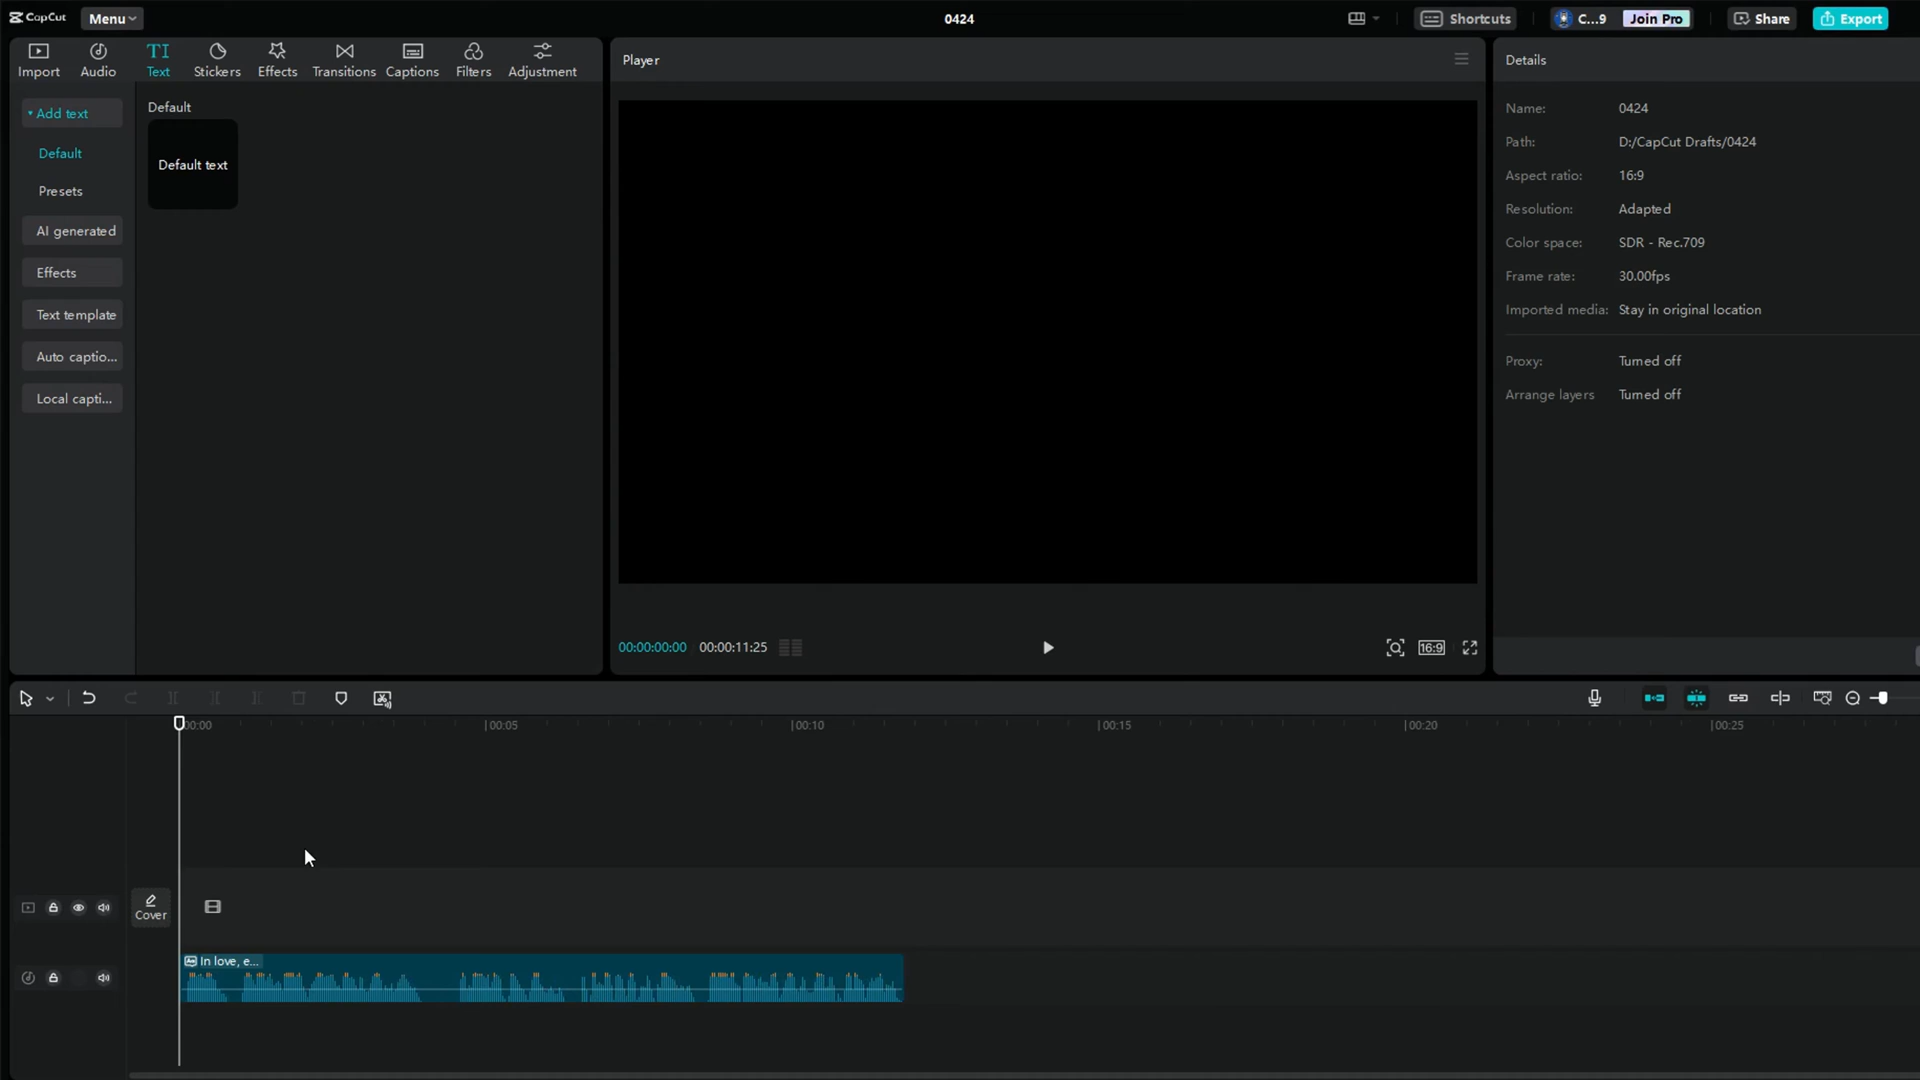 CapCut
Menu
0424
Shortcuts
C...9
Join Pro
Share
Export
Import
Audio
TI
Text
Stickers
Effects
Transitions
Captions
Filters
Adjustment
Add text
Default
Presets
AI generated
Effects
Text template
Auto captio...
Local capti...
Default
Default text
Player
00:00:00:00
00:00:11:25
16:9
Details
Name:
0424
Path:
D:/CapCut Drafts/0424
Aspect ratio:
16:9
Resolution:
Adapted
Color space:
SDR - Rec.709
Frame rate:
30.00fps
Imported media:
Stay in original location
Proxy:
Turned off
Arrange layers
Turned off
00:00
00:05
00:10
00:15
00:20
00:25
Cover
In love, e...